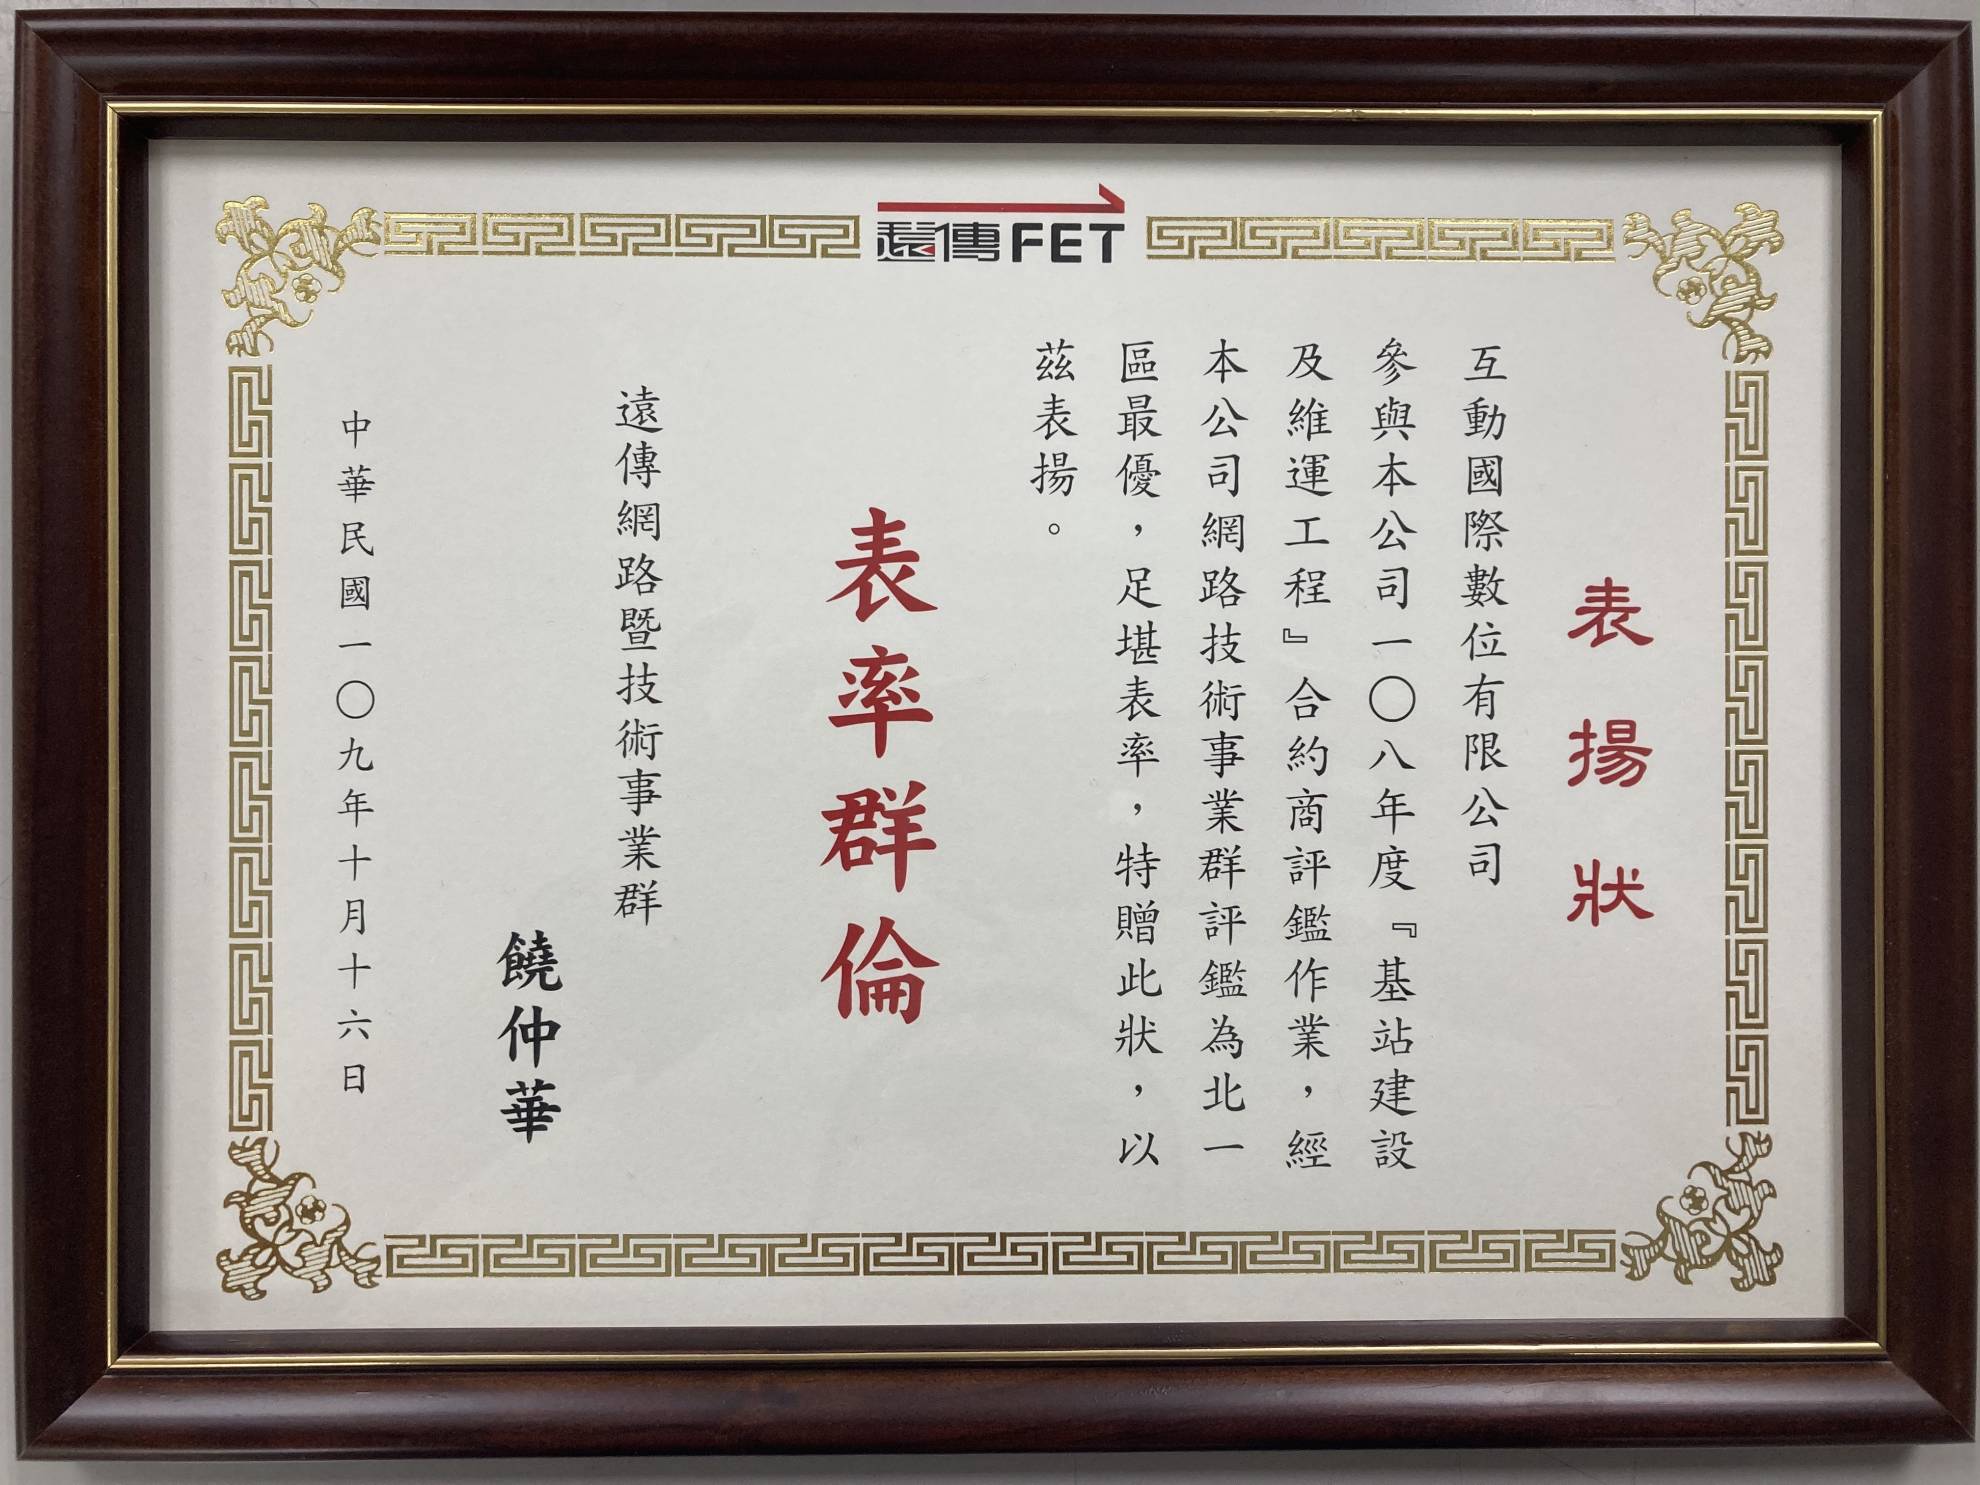 遠傳FET
表揚狀
互動國際數位有限公司
參與本公司一〇八年度『基站建設
及維運工程』合約商評鑑作業，經
本公司網路技術事業群評鑑為北一
區最優，足堪表率，特贈此狀，以
茲表揚。
表率群倫
遠傳網路暨技術事業群
饒仲華
中華民國一〇九年十月十六日